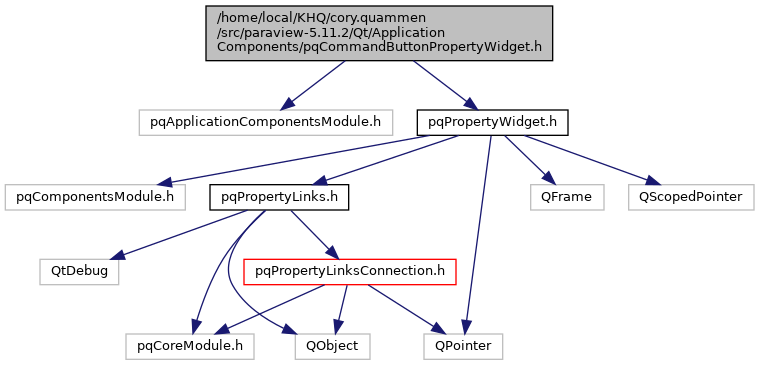 /home/local/KHQ/cory.quammen
/src/paraview-5.11.2/Qt/Application
Components/pqCommandButtonPropertyWidget.h
pqApplicationComponentsModule.h
pqPropertyWidget.h
pqComponentsModule.h
pqPropertyLinks.h
QFrame
QScopedPointer
QtDebug
pqPropertyLinksConnection.h
pqCoreModule.h
QObject
QPointer